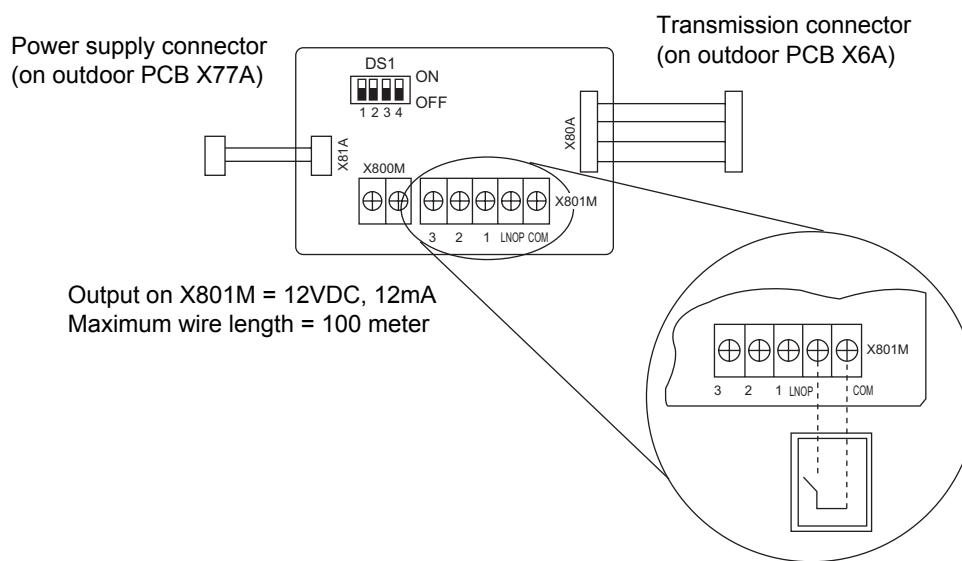 Power supply connector
(on outdoor PCB X77A)
Transmission connector
(on outdoor PCB X6A)
DS1
ON
OFF
1 2 3 4
X81A
X80A
X800M
X801M
3 2 1 LNOP COM
Output on X801M = 12VDC, 12mA
Maximum wire length = 100 meter
X801M
3 2 1 LNOP COM